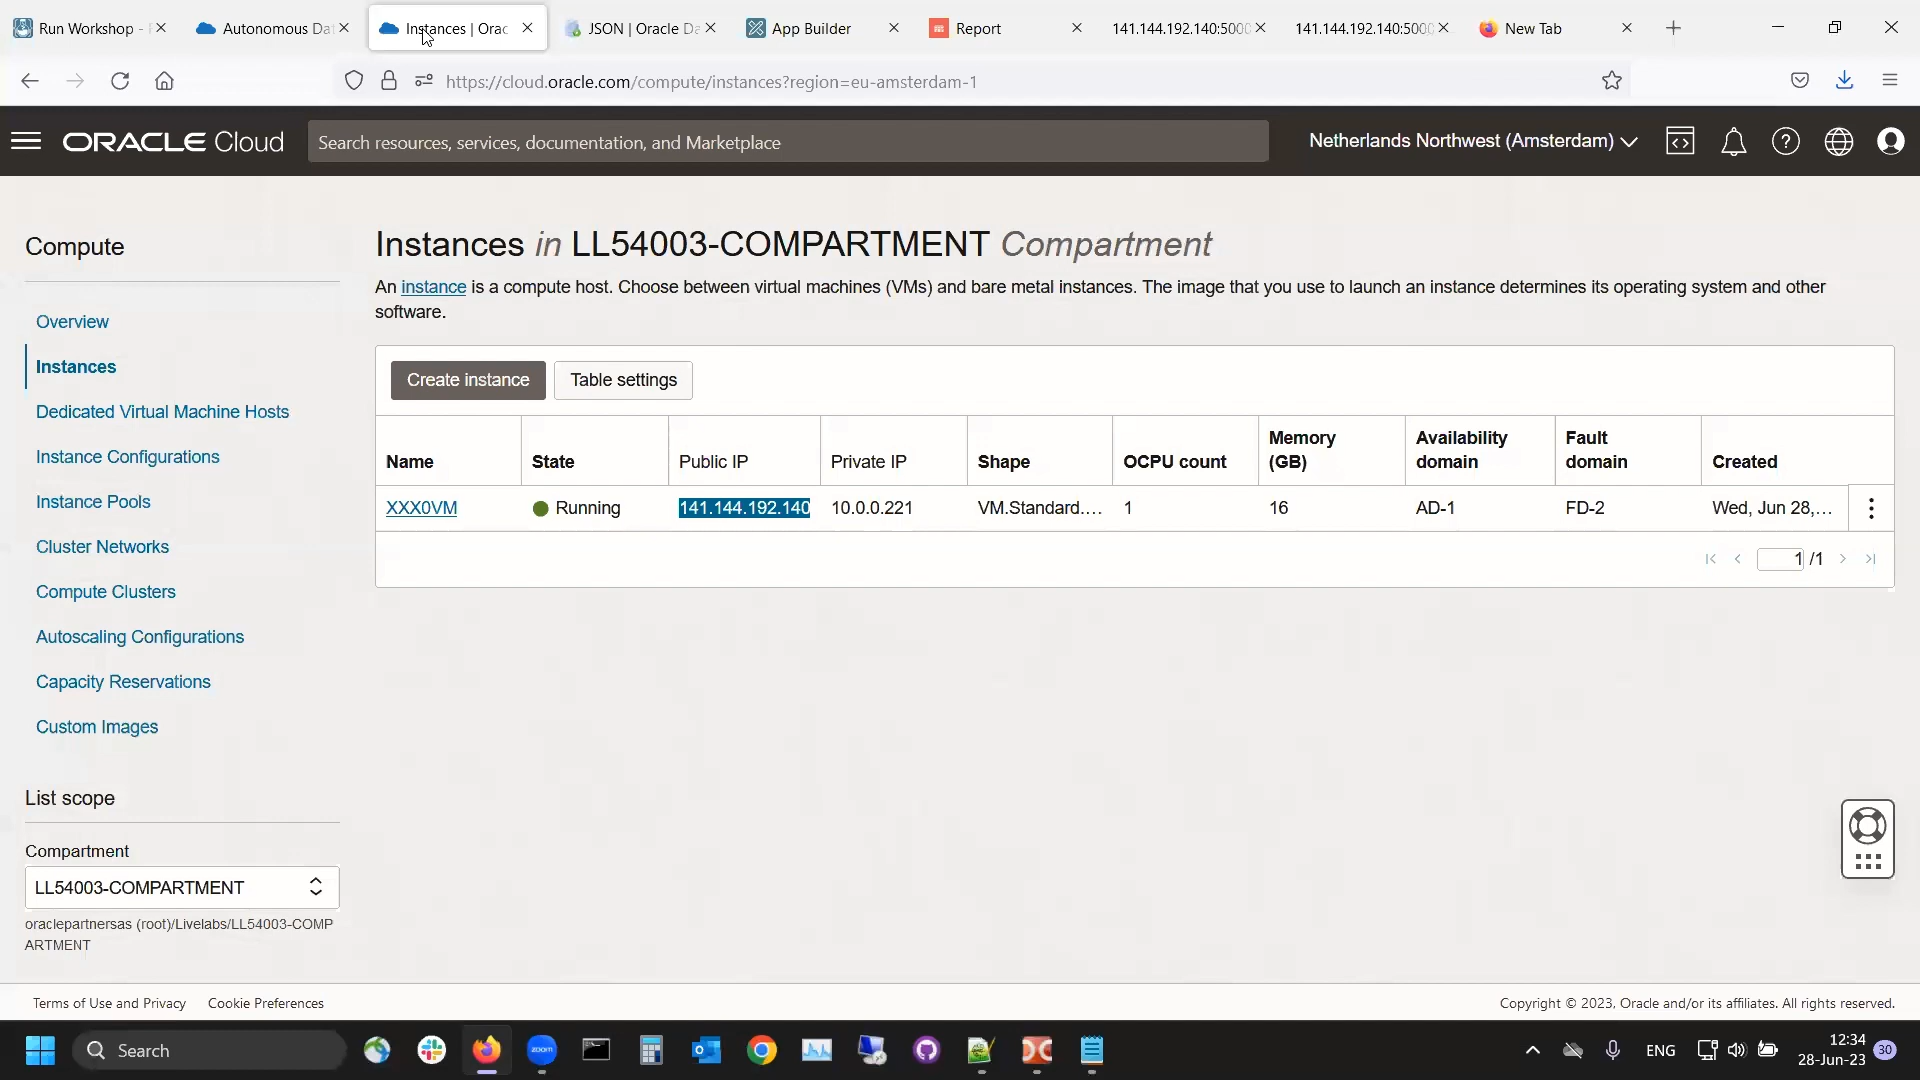 Run Workshop -
Autonomous Da
Instances | Orac
JSON | Oracle Da
App Builder
Report
141.144.192.140:5000
141.144.192.140:5000
New Tab
https://cloud.oracle.com/compute/instances?region=eu-amsterdam-1
ORACLE Cloud
Search resources, services, documentation, and Marketplace
Netherlands Northwest (Amsterdam)
Compute
Overview
Instances
Dedicated Virtual Machine Hosts
Instance Configurations
Instance Pools
Cluster Networks
Compute Clusters
Autoscaling Configurations
Capacity Reservations
Custom Images
List scope
Compartment
LL54003-COMPARTMENT
oraclepartnersas (root)/Livelabs/LL54003-COMP
ARTMENT
Instances in LL54003-COMPARTMENT Compartment
An instance is a compute host. Choose between virtual machines (VMs) and bare metal instances. The image that you use to launch an instance determines its operating system and other
software.
Create instance
Table settings
Name State Public IP Private IP Shape OCPU count Memory (GB) Availability domain Fault domain Created
XXX0VM Running 141.144.192.140 10.0.0.221 VM.Standard.... 1 16 AD-1 FD-2 Wed, Jun 28,...
1 /1
Terms of Use and Privacy Cookie Preferences
Copyright © 2023, Oracle and/or its affiliates. All rights reserved.
Search
zoom
ENG
12:34
28-Jun-23
30